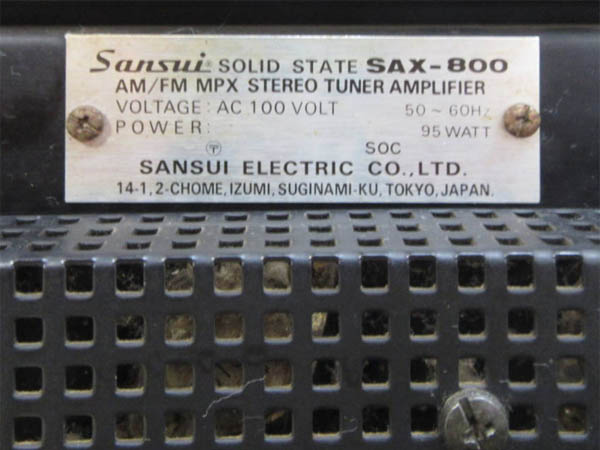 Sansui SOLID STATE SAX-800
AM/FM MPX STEREO TUNER AMPLIFIER
VOLTAGE: AC 100 VOLT 50~60Hz
POWER: 95 WATT
〒 SOC
SANSUI ELECTRIC CO.,LTD.
14-1, 2-CHOME, IZUMI, SUGINAMI-KU, TOKYO, JAPAN.